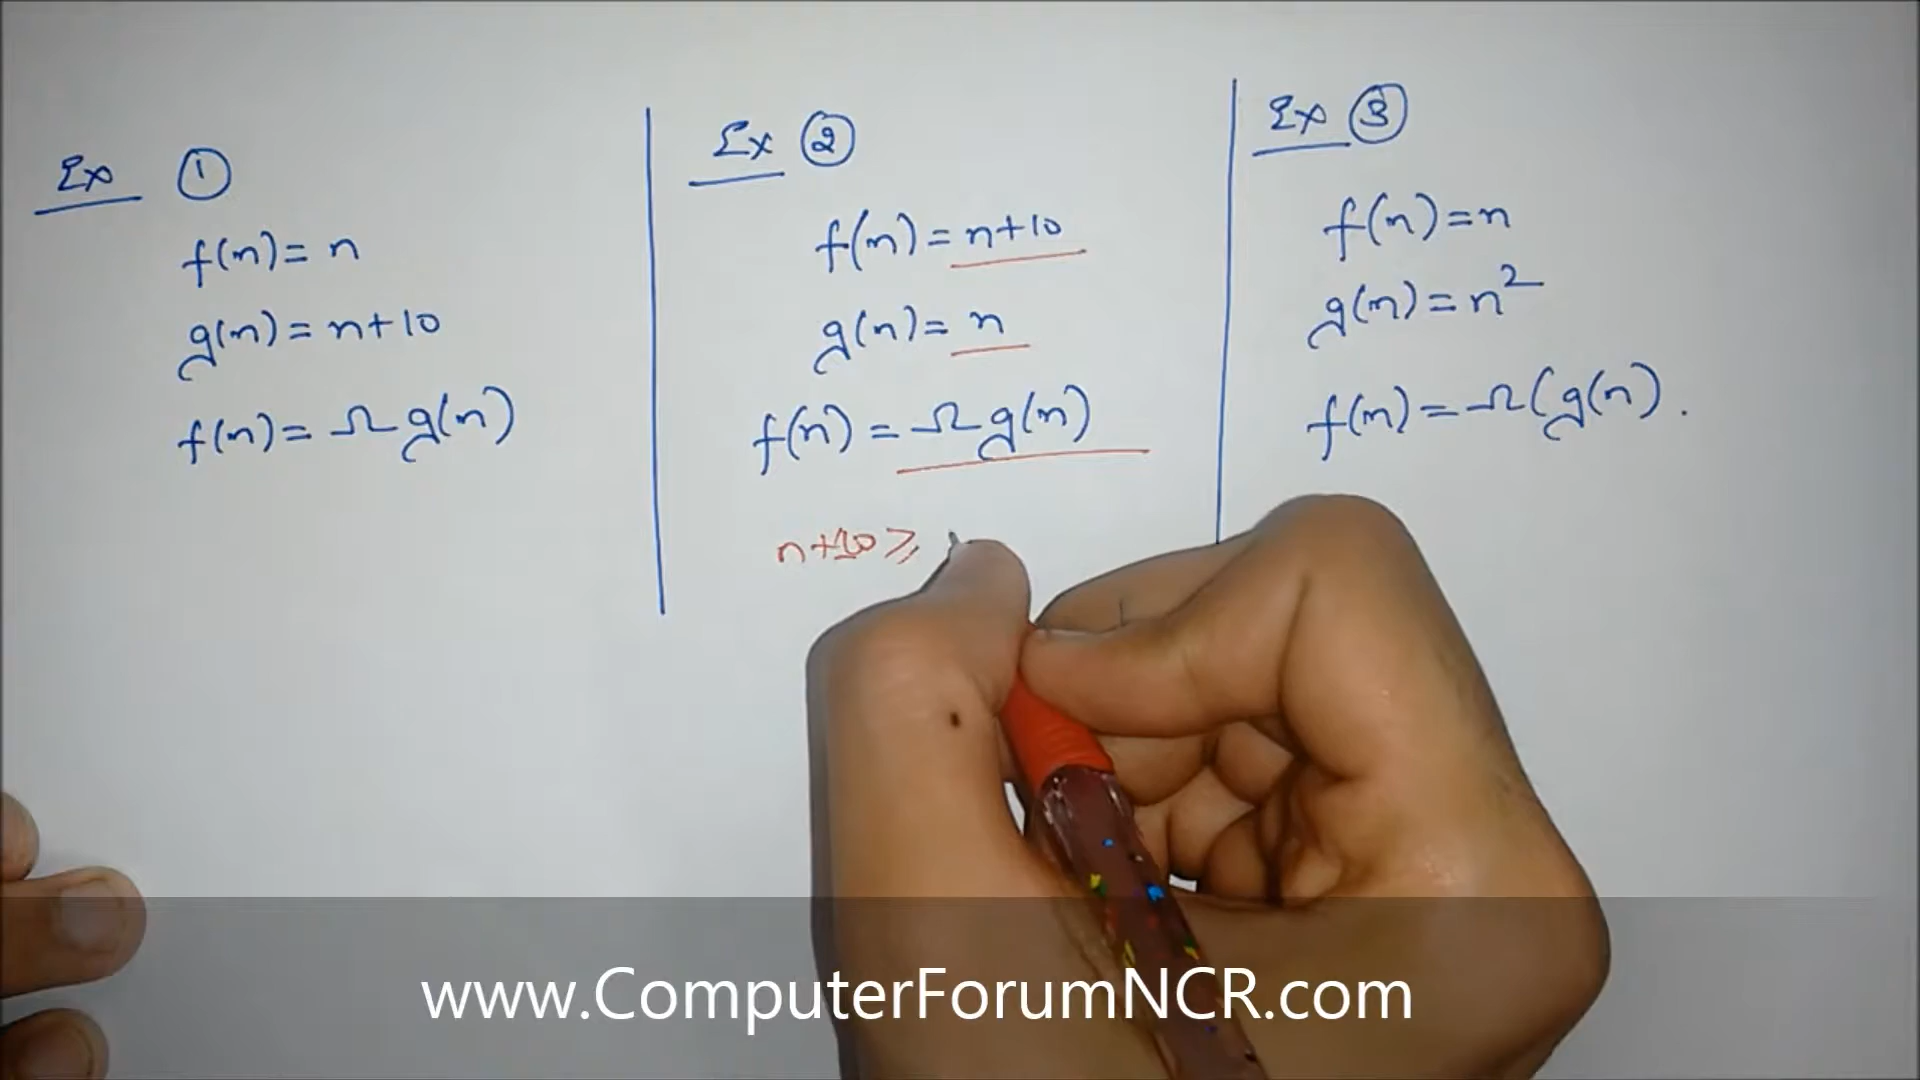 Ex ①
f(n) = n
g(n) = n+10
f(n) = Ω g(n)
Ex ②
f(n) = n+10
g(n) = n
f(n) = Ω g(n)
n+10 ≥
Ex ③
f(n) = n
g(n) = n²
f(n) = Ω(g(n).
www.ComputerForumNCR.com